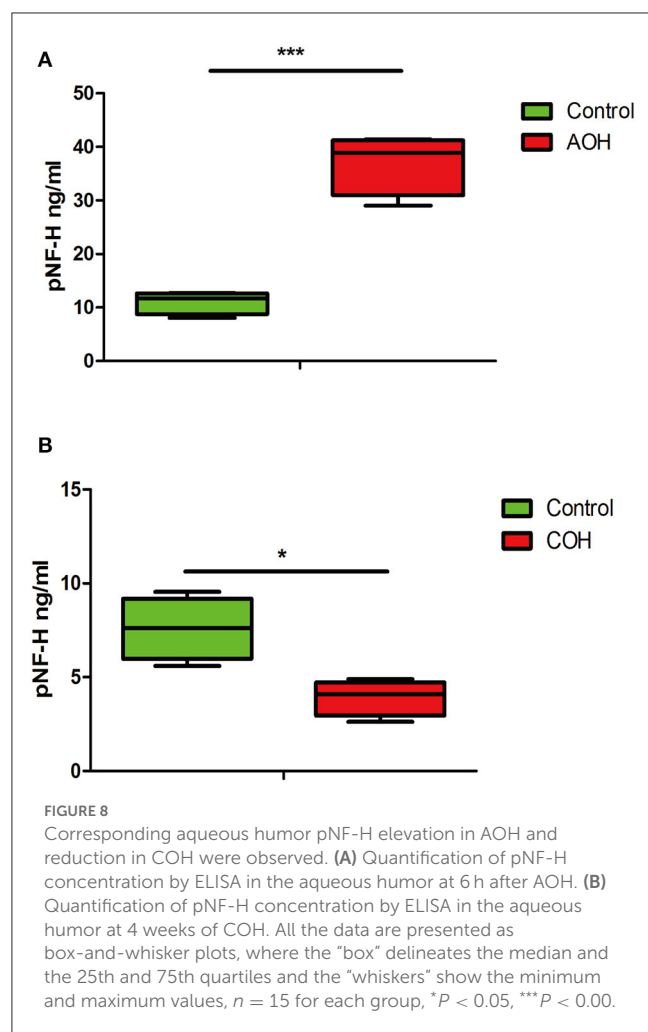 A
***
50
40
30
20
10
0
pNF-H ng/ml
Control
AOH
B
*
15
10
5
0
pNF-H ng/ml
Control
COH
FIGURE 8
Corresponding aqueous humor pNF-H elevation in AOH and
reduction in COH were observed. (A) Quantification of pNF-H
concentration by ELISA in the aqueous humor at 6 h after AOH. (B)
Quantification of pNF-H concentration by ELISA in the aqueous
humor at 4 weeks of COH. All the data are presented as
box-and-whisker plots, where the “box” delineates the median and
the 25th and 75th quartiles and the “whiskers” show the minimum
and maximum values, n = 15 for each group, *P < 0.05, ***P < 0.00.